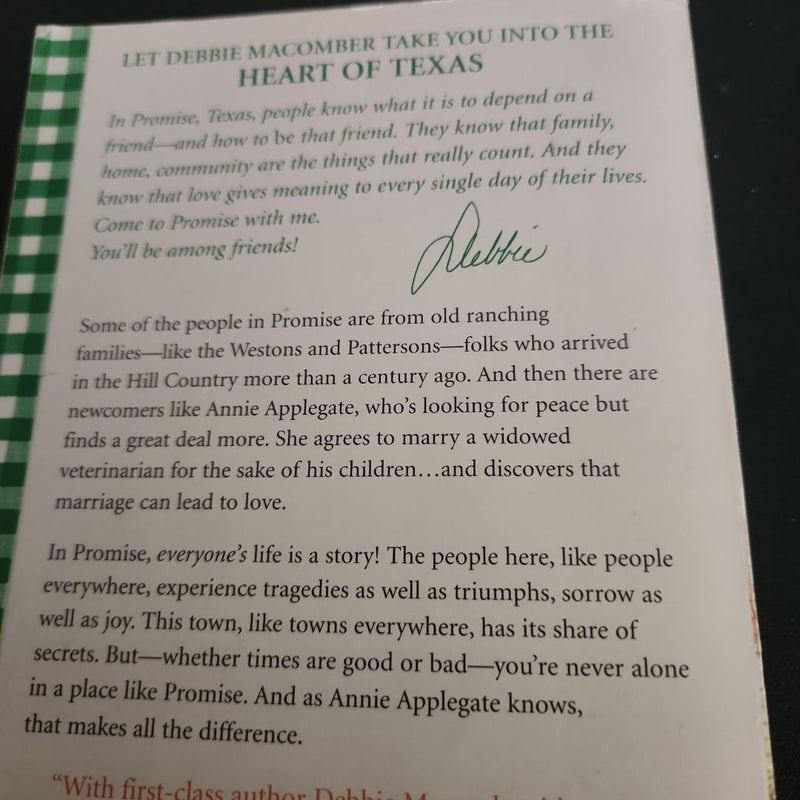 LET DEBBIE MACOMBER TAKE YOU INTO THE
HEART OF TEXAS
In Promise, Texas, people know what it is to depend on a
friend—and how to be that friend. They know that family,
home, community are the things that really count. And they
know that love gives meaning to every single day of their lives.
Come to Promise with me.
You'll be among friends!
Debbie
Some of the people in Promise are from old ranching
families—like the Westons and Pattersons—folks who arrived
in the Hill Country more than a century ago. And then there are
newcomers like Annie Applegate, who's looking for peace but
finds a great deal more. She agrees to marry a widowed
veterinarian for the sake of his children…and discovers that
marriage can lead to love.
In Promise, everyone's life is a story! The people here, like people
everywhere, experience tragedies as well as triumphs, sorrow as
well as joy. This town, like towns everywhere, has its share of
secrets. But—whether times are good or bad—you're never alone
in a place like Promise. And as Annie Applegate knows,
that makes all the difference.
"With first-class author Debbie